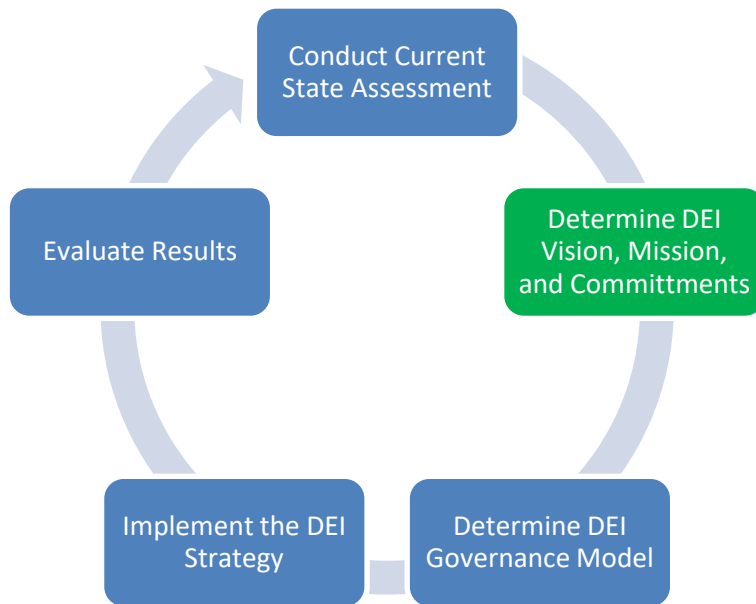 Conduct Current
State Assessment
Determine DEI
Vision, Mission,
and Committments
Determine DEI
Governance Model
Implement the DEI
Strategy
Evaluate Results